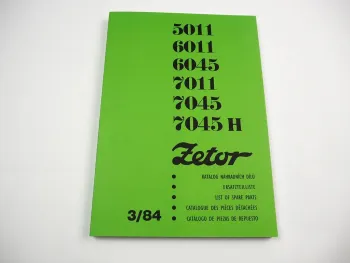 5011
6011
6045
7011
7045
7045 H
Zetor
KATALOG NÁHRADNÍCH DÍLŮ
ERSATZTEILLISTE
LIST OF SPARE PARTS
CATALOGUE DES PIÈCES DÉTACHÉES
CATÁLOGO DE PIEZAS DE REPUESTO
3/84